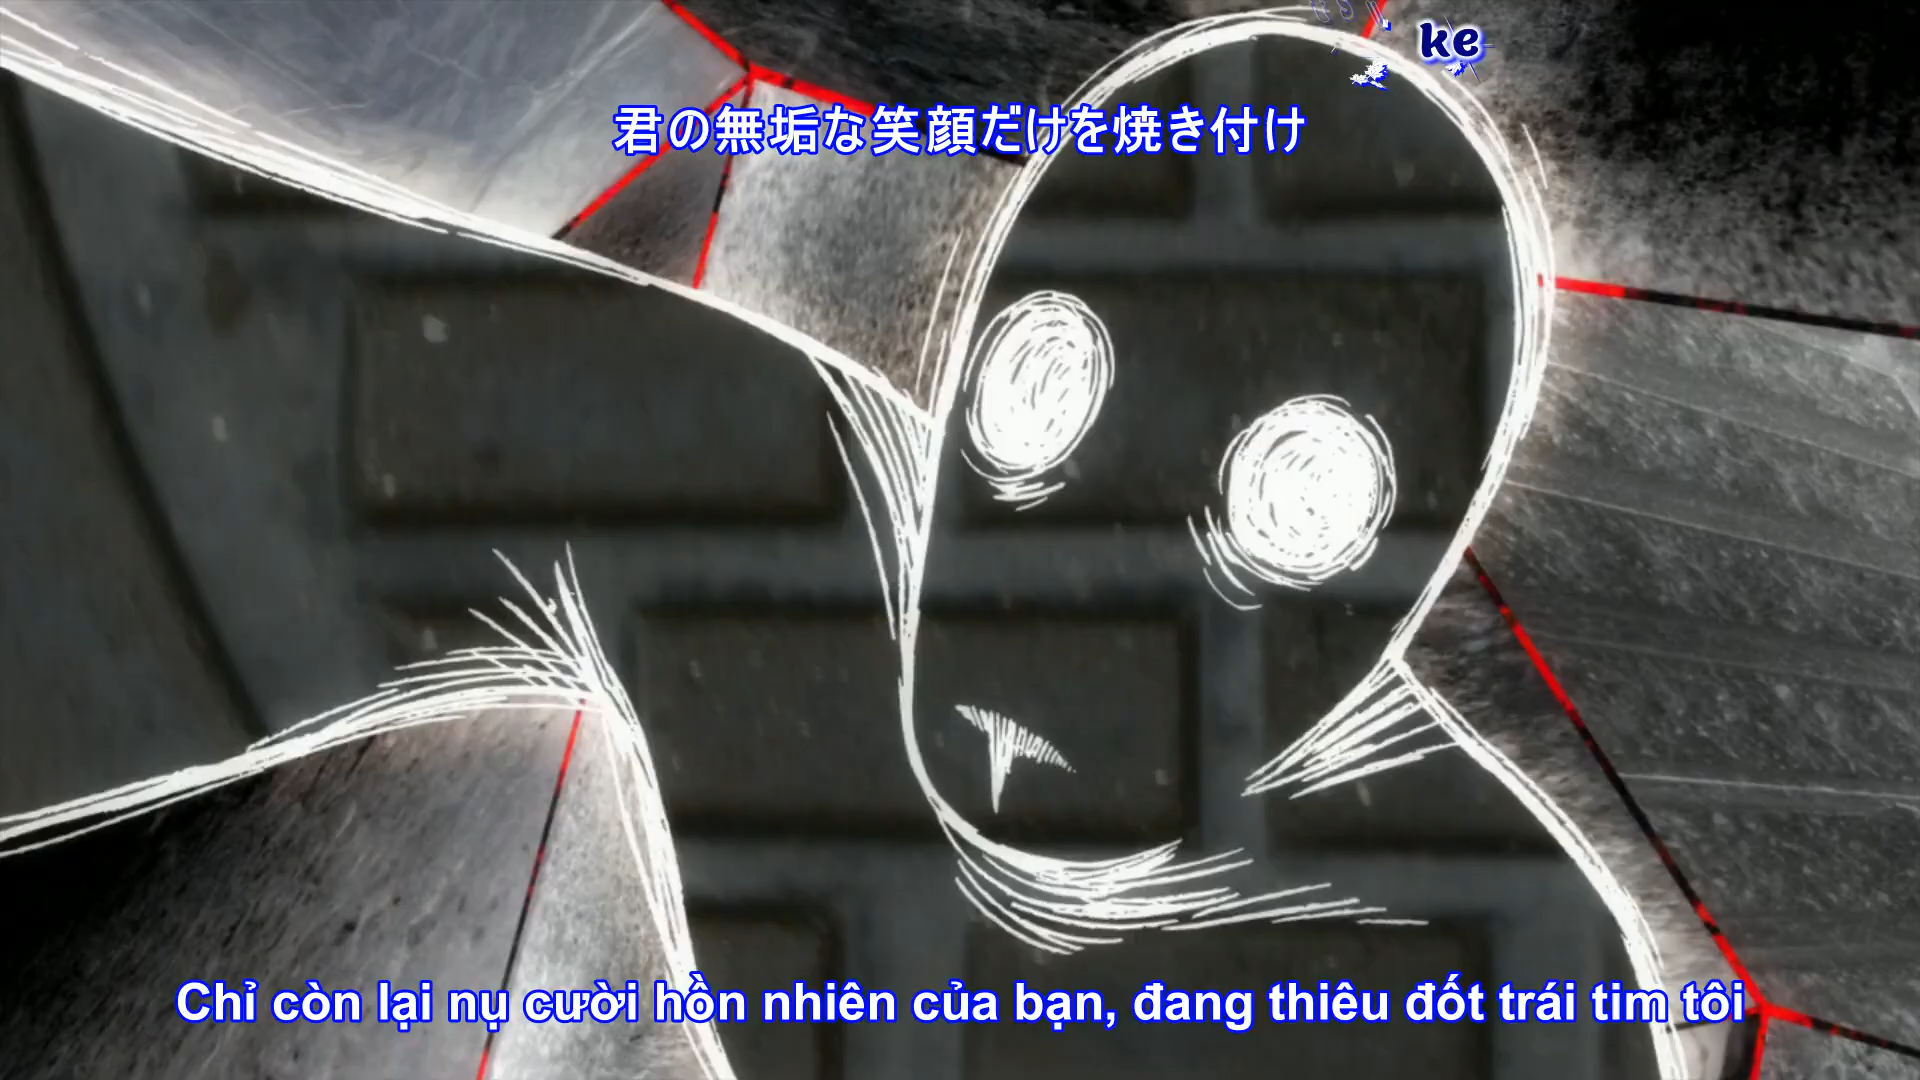 ke
君の無垢な笑顔だけを焼き付け
Chỉ còn lại nụ cười hồn nhiên của bạn, đang thiêu đốt trái tim tôi